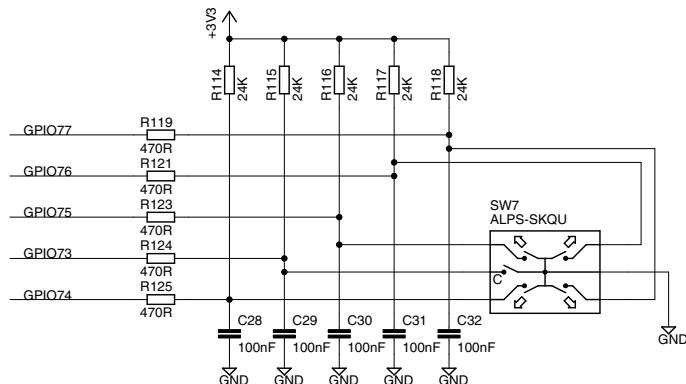 +3V3
R114
24K
R115
24K
R116
24K
R117
24K
R118
24K
GPIO77
R119
470R
GPIO76
R121
470R
GPIO75
R123
470R
GPIO73
R124
470R
GPIO74
R125
470R
SW7
ALPS-SKQU
C
C28
100nF
C29
100nF
C30
100nF
C31
100nF
C32
100nF
GND
GND
GND
GND
GND
GND